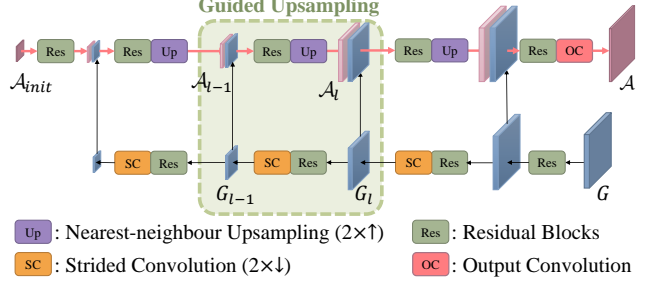 Guided Upsampling
Res Res Up Res Up Res Up Res OC
𝒜init 𝒜l−1 𝒜l 𝒜
SC Res SC Res SC Res Res
Gl−1 Gl G
Up : Nearest-neighbour Upsampling (2×↑) Res : Residual Blocks
SC : Strided Convolution (2×↓) OC : Output Convolution